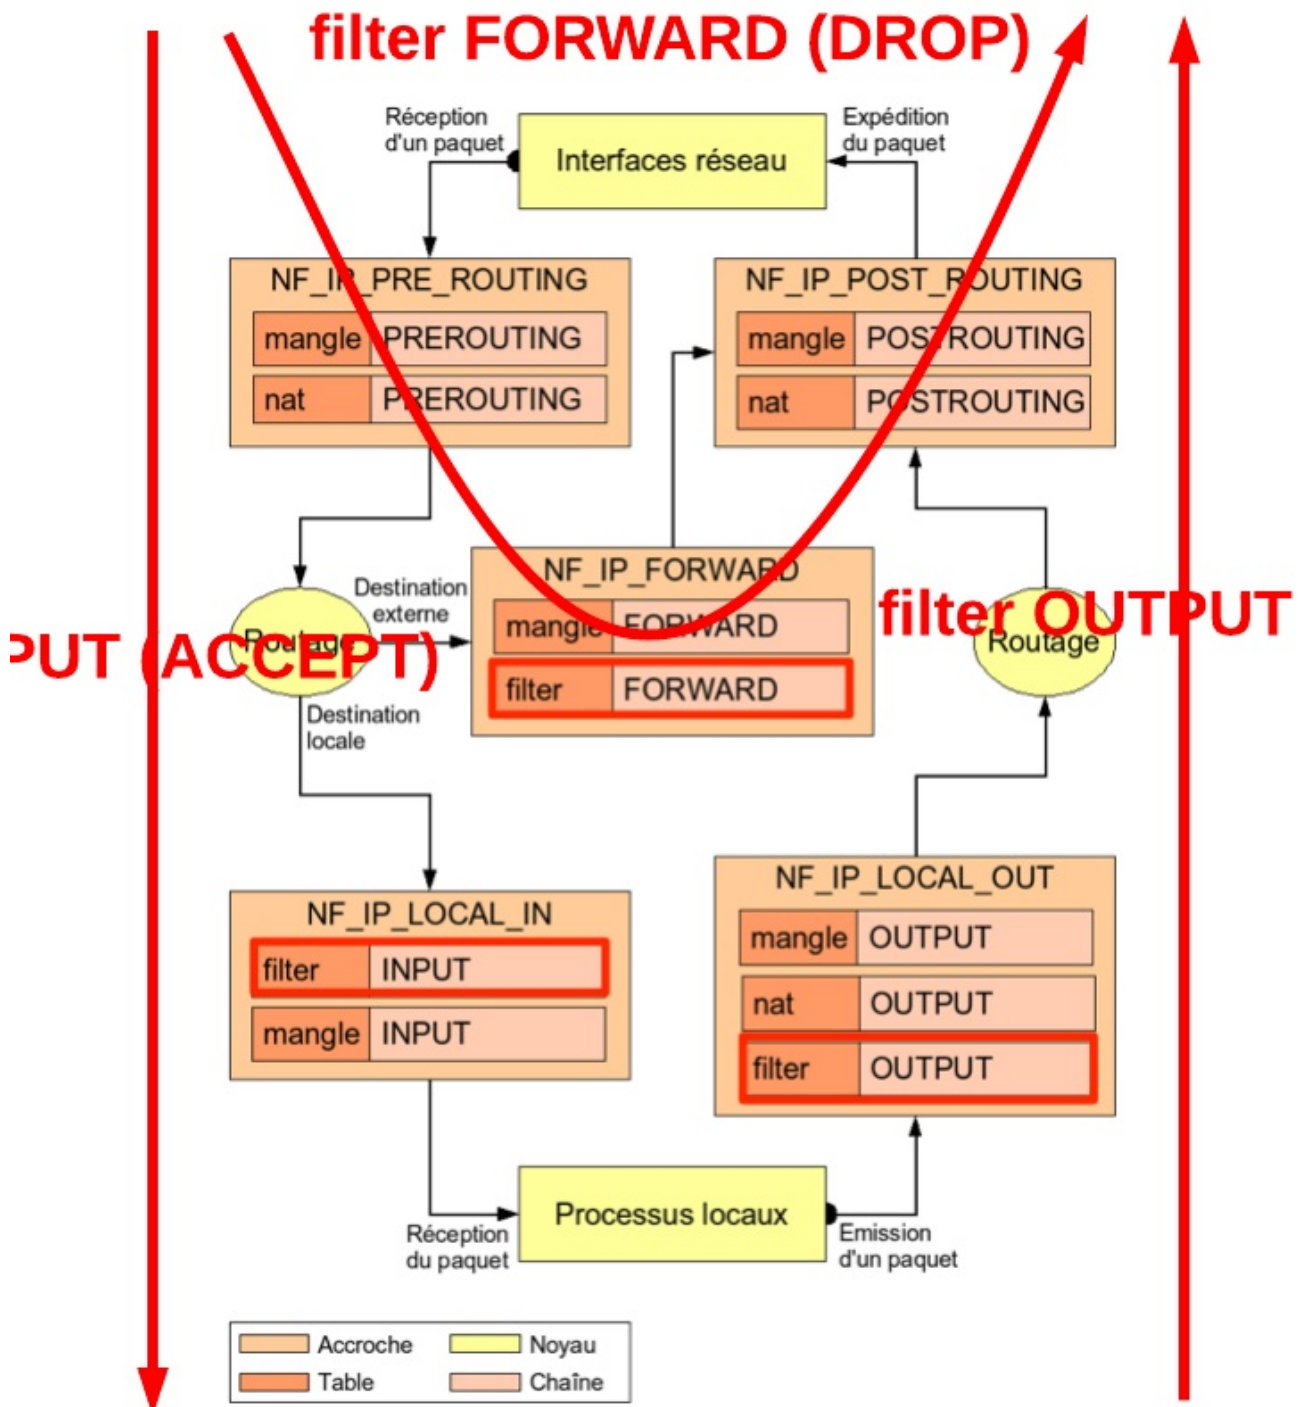 filter FORWARD (DROP)
Réception
d'un paquet
Interfaces réseau
Expédition
du paquet
NF_IP_PRE_ROUTING
mangle PREROUTING
nat PREROUTING
NF_IP_POST_ROUTING
mangle POSTROUTING
nat POSTROUTING
Destination
externe
NF_IP_FORWARD
mangle FORWARD
filter FORWARD
filter OUTPUT
Routage
PUT (ACCEPT)
Routage
Destination
locale
NF_IP_LOCAL_IN
filter INPUT
mangle INPUT
NF_IP_LOCAL_OUT
mangle OUTPUT
nat OUTPUT
filter OUTPUT
Réception
du paquet
Processus locaux
Emission
d'un paquet
Accroche
Noyau
Table
Chaîne